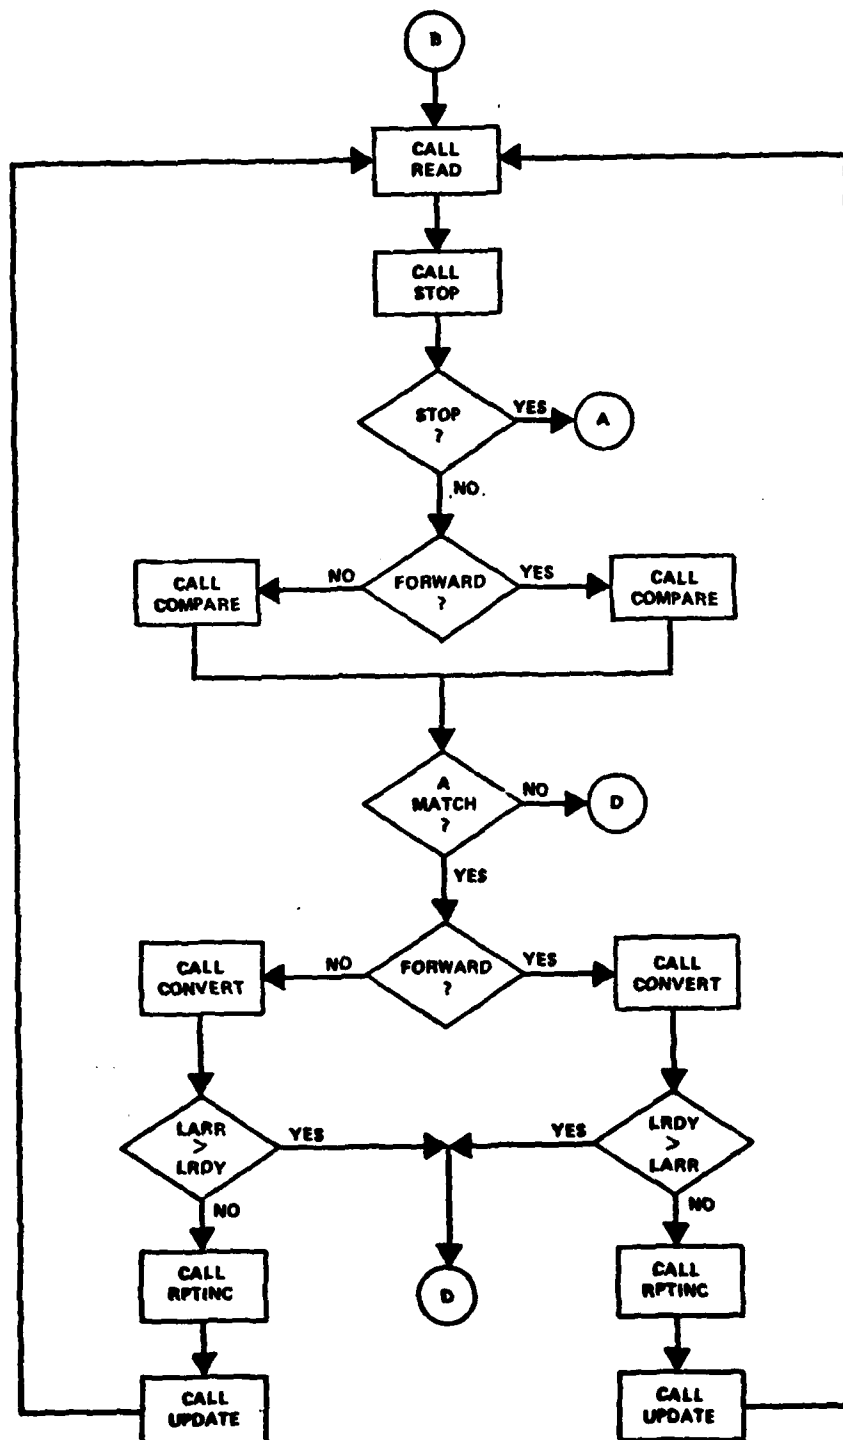 B
CALL
READ
CALL
STOP
STOP
?
YES
A
NO
CALL
COMPARE
NO
FORWARD
?
YES
CALL
COMPARE
A
MATCH
?
NO
D
YES
CALL
CONVERT
NO
FORWARD
?
YES
CALL
CONVERT
LARR
>
LRDY
YES
YES
LRDY
>
LARR
NO
NO
CALL
RPTINC
D
CALL
RPTINC
CALL
UPDATE
CALL
UPDATE